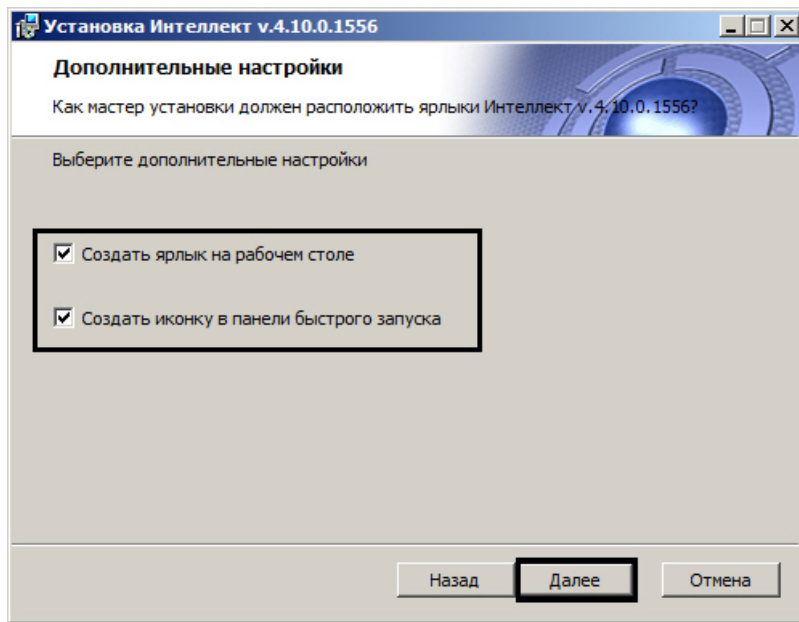 Установка Интеллект v.4.10.0.1556
Дополнительные настройки
Как мастер установки должен расположить ярлыки Интеллект v.4.10.0.1556?
Выберите дополнительные настройки
Создать ярлык на рабочем столе
Создать иконку в панели быстрого запуска
Назад Далее Отмена